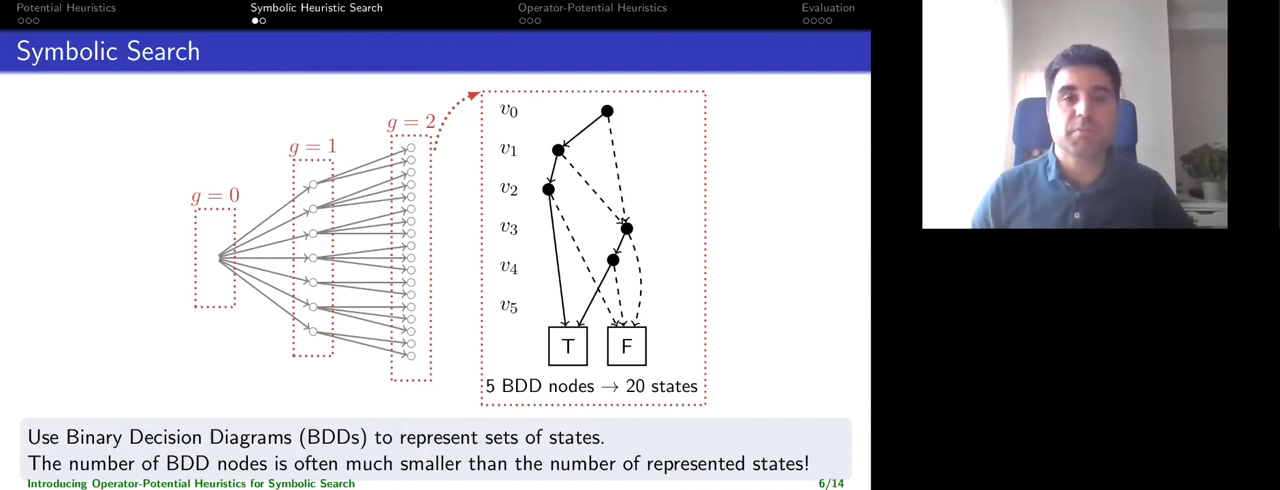 Potential Heuristics
Symbolic Heuristic Search
Operator-Potential Heuristics
Evaluation
Symbolic Search
g = 0
g = 1
g = 2
v0
v1
v2
v3
v4
v5
T F
5 BDD nodes → 20 states
Use Binary Decision Diagrams (BDDs) to represent sets of states.
The number of BDD nodes is often much smaller than the number of represented states!
Introducing Operator-Potential Heuristics for Symbolic Search 6/14